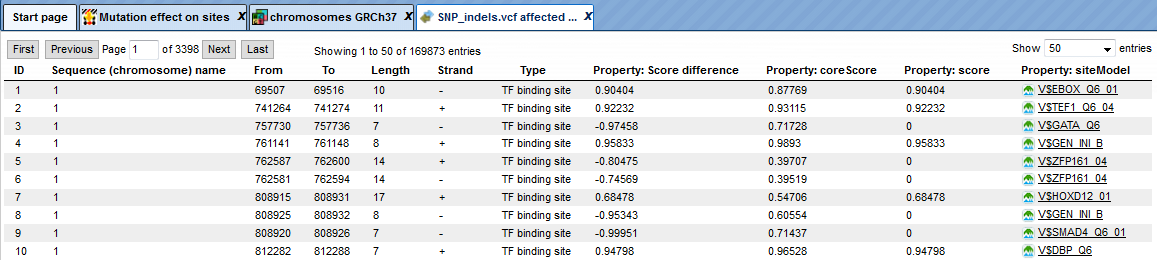 Start page Mutation effect on sites X chromosomes GRCh37 X SNP_indels.vcf affected ... X
First Previous Page 1 of 3398 Next Last Showing 1 to 50 of 169873 entries Show 50 entries
ID Sequence (chromosome) name From To Length Strand Type Property: Score difference Property: coreScore Property: score Property: siteModel
1 1 69507 69516 10 - TF binding site 0.90404 0.87769 0.90404 V$EBOX_Q6_01
2 1 741264 741274 11 + TF binding site 0.92232 0.93115 0.92232 V$TEF1_Q6_04
3 1 757730 757736 7 - TF binding site -0.97458 0.71728 0 V$GATA_Q6
4 1 761141 761148 8 + TF binding site 0.95833 0.9893 0.95833 V$GEN_INI_B
5 1 762587 762600 14 + TF binding site -0.80475 0.39707 0 V$ZFP161_04
6 1 762581 762594 14 - TF binding site -0.74569 0.39519 0 V$ZFP161_04
7 1 808915 808931 17 + TF binding site 0.68478 0.54706 0.68478 V$HOXD12_01
8 1 808925 808932 8 - TF binding site -0.95343 0.60554 0 V$GEN_INI_B
9 1 808920 808926 7 - TF binding site -0.99951 0.71437 0 V$SMAD4_Q6_01
10 1 812282 812288 7 + TF binding site 0.94798 0.96528 0.94798 V$DBP_Q6